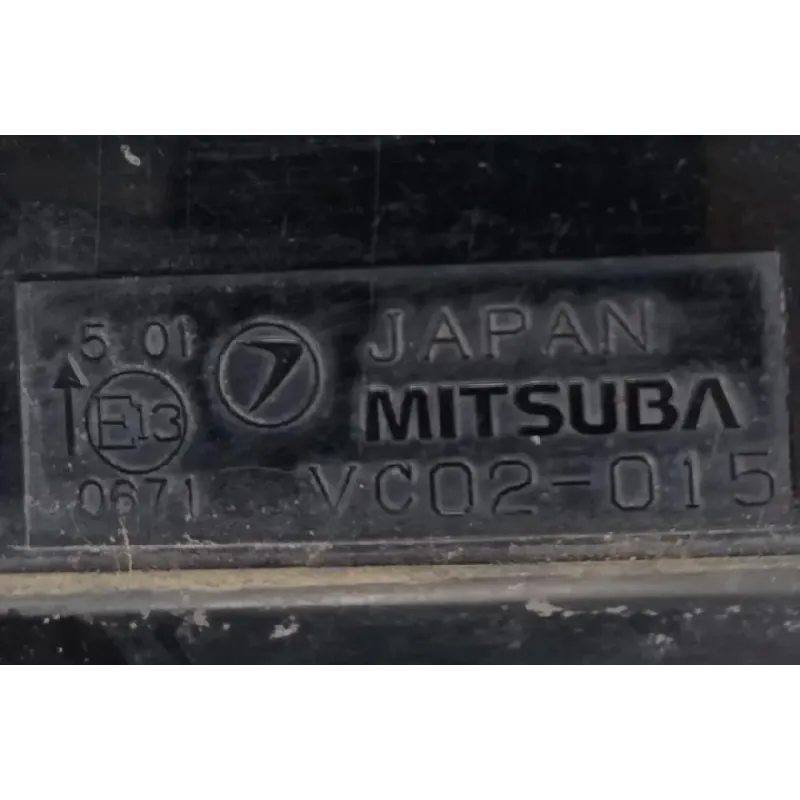 5 01
E13
0671
JAPAN
MITSUBA
VC02-015